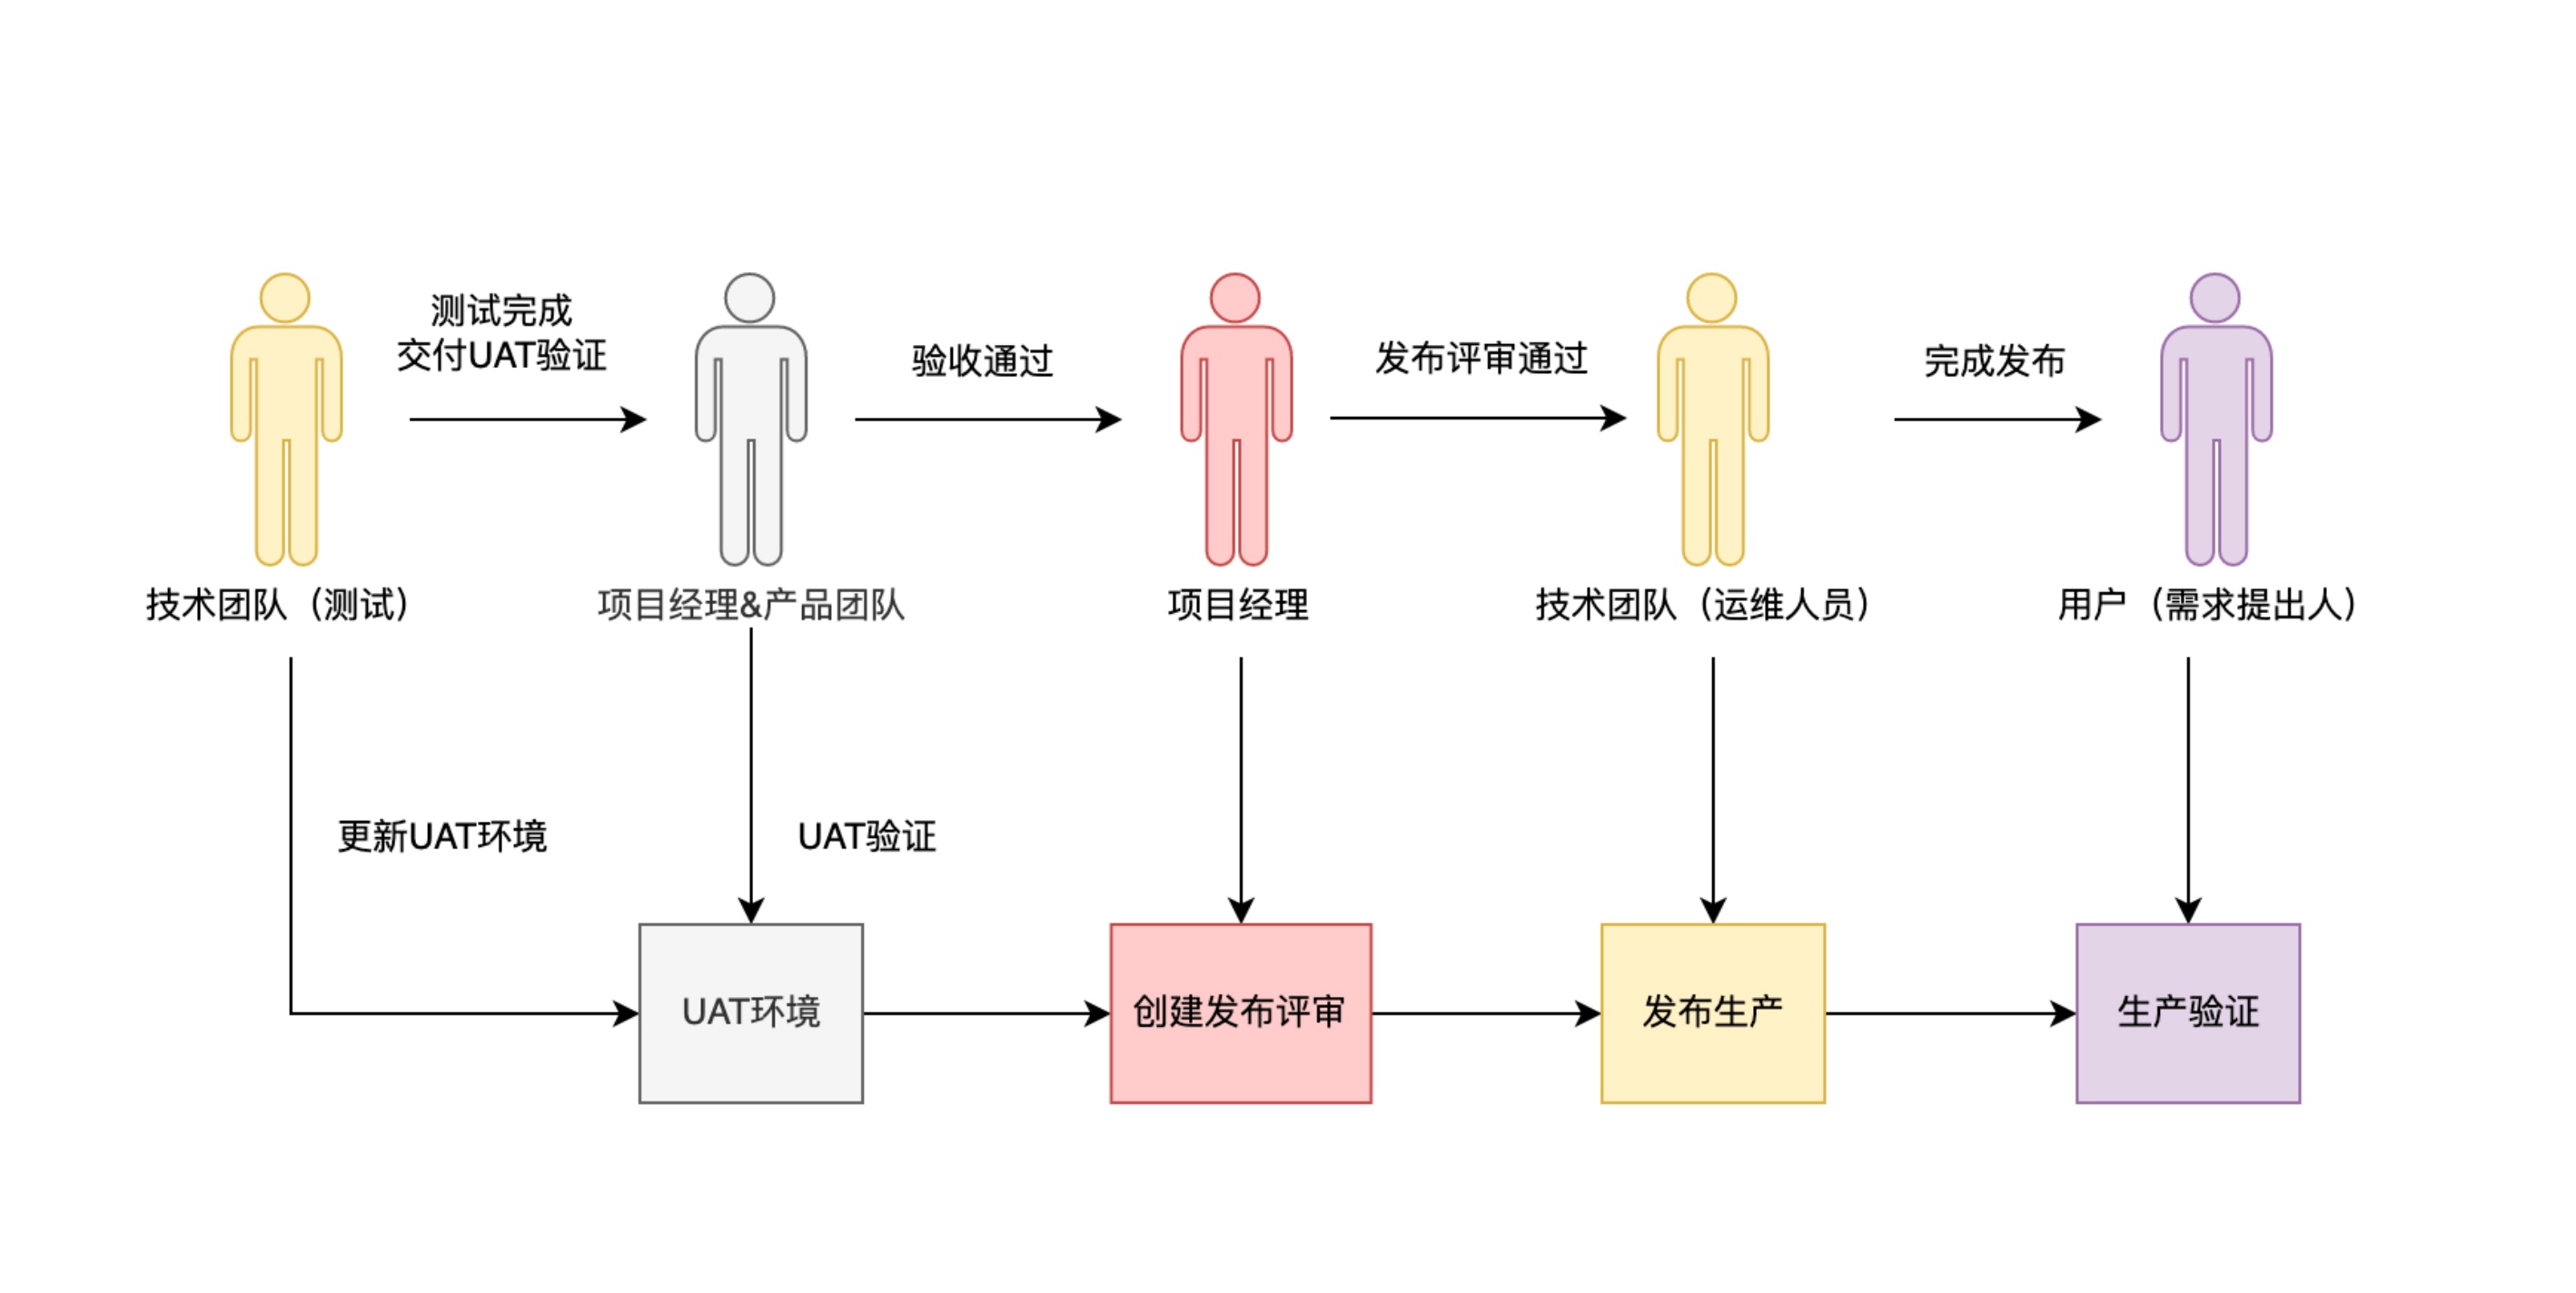 测试完成
交付UAT验证
验收通过
发布评审通过
完成发布
技术团队（测试）
项目经理&产品团队
项目经理
技术团队（运维人员）
用户（需求提出人）
更新UAT环境
UAT验证
UAT环境
创建发布评审
发布生产
生产验证